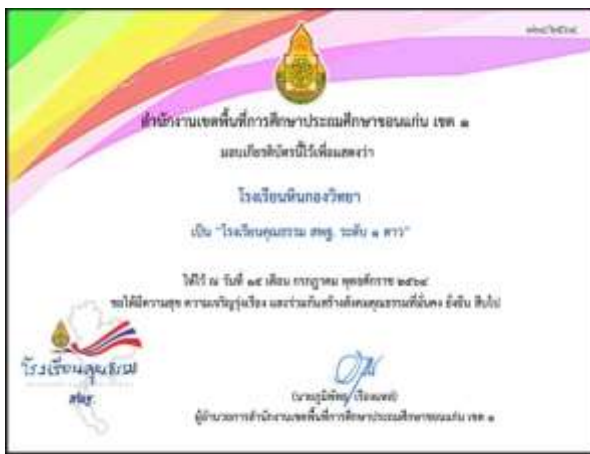 สำนักงานเขตพื้นที่การศึกษาประถมศึกษาขอนแก่น เขต ๑
มอบเกียรติบัตรนี้ไว้เพื่อแสดงว่า
โรงเรียนหินกองวิทยา
เป็น "โรงเรียนคุณธรรม สพฐ. ระดับ ๑ ดาว"
ให้ไว้ ณ วันที่ ๑๕ เดือน กรกฎาคม พุทธศักราช ๒๕๖๔
ขอให้มีความสุข ความเจริญรุ่งเรือง และร่วมกันสร้างสังคมคุณธรรมที่มั่นคง ยั่งยืน สืบไป
โรงเรียนคุณธรรม
สพฐ.
ผู้อำนวยการสำนักงานเขตพื้นที่การศึกษาประถมศึกษาขอนแก่น เขต ๑